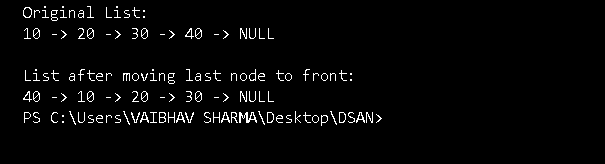 Original List:
10 -> 20 -> 30 -> 40 -> NULL
List after moving last node to front:
40 -> 10 -> 20 -> 30 -> NULL
PS C:\Users\VAIBHAV SHARMA\Desktop\DSAN>